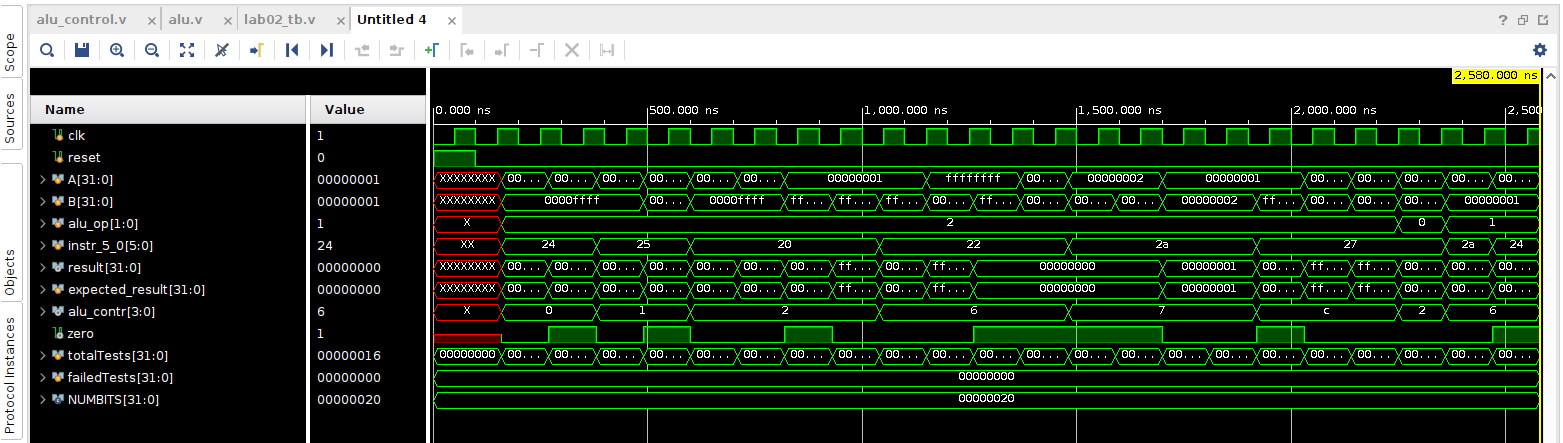 alu_control.v × alu.v × lab02_tb.v × Untitled 4 ×
Scope
Sources
Objects
Protocol Instances
2,580.000 ns
Name Value
0.000 ns 500.000 ns 1,000.000 ns 1,500.000 ns 2,000.000 ns 2,500
clk 1
reset 0
A[31:0] 00000001 XXXXXXXX 00... 00... 00... 00... 00... 00... 00000001 ffffffff 00... 00000002 00000001 00... 00... 00... 00... 00...
B[31:0] 00000001 XXXXXXXX 0000ffff 00... 0000ffff ff... ff... ff... 00... ff... 00... 00... 00... 00000002 ff... 00... 00... 00... 00000001
alu_op[1:0] 1 X 2 0 1
instr_5_0[5:0] 24 XX 24 25 20 22 2a 27 2a 24
result[31:0] 00000000 XXXXXXXX 00... 00... 00... 00... 00... 00... 00... ff... 00... ff... 00000000 00000001 00... ff... ff... 00... 00... 00...
expected_result[31:0] 00000000 XXXXXXXX 00... 00... 00... 00... 00... 00... 00... ff... 00... ff... 00000000 00000001 00... ff... ff... 00... 00... 00...
alu_contr[3:0] 6 X 0 1 2 6 7 c 2 6
zero 1
totalTests[31:0] 00000016 00000000 00... 00... 00... 00... 00... 00... 00... 00... 00... 00... 00... 00... 00... 00... 00... 00... 00... 00... 00... 00... 00... 00...
failedTests[31:0] 00000000 00000000
NUMBITS[31:0] 00000020 00000020